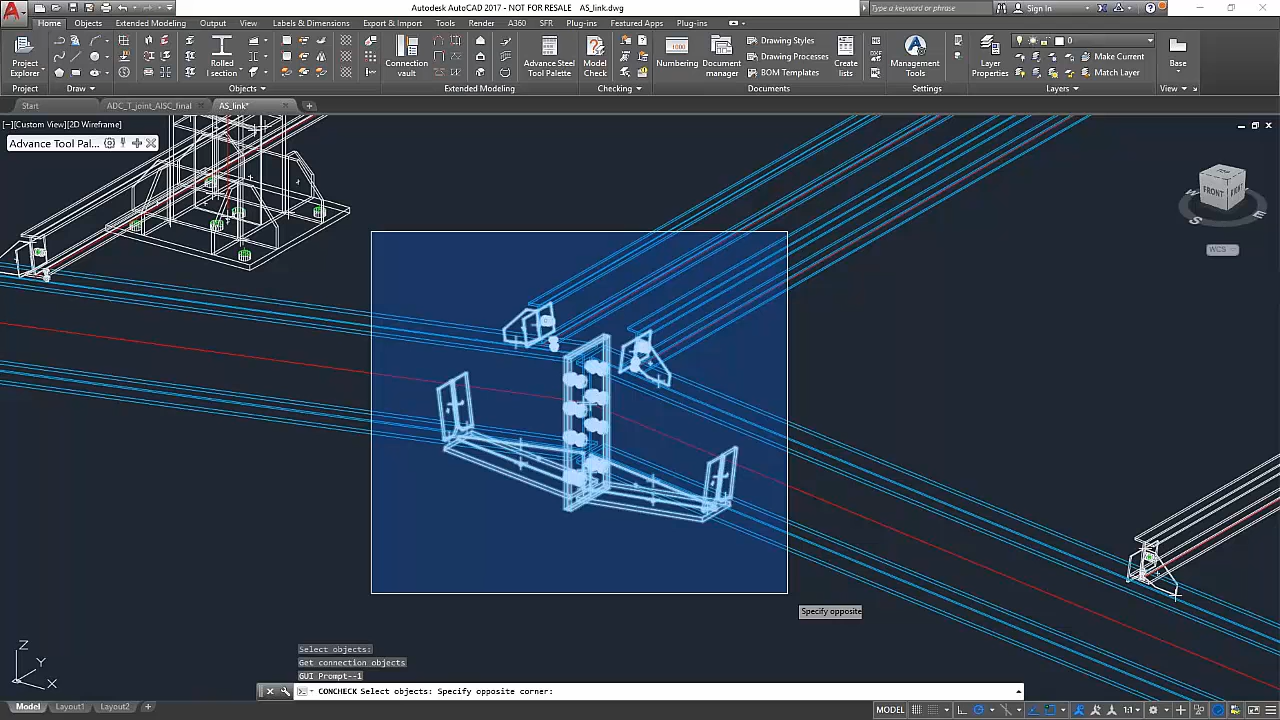 Autodesk AutoCAD 2017 - NOT FOR RESALE AS_link.dwg
Type a keyword or phrase
Sign In
Home Objects Extended Modeling Output View Labels & Dimensions Export & Import Tools Render A360 SFR Plug-ins Featured Apps Plug-ins
Project Explorer
Rolled I section
Connection vault
Advance Steel Tool Palette
Model Check
Numbering
Document manager
Drawing Styles
Drawing Processes
BOM Templates
Create lists
Management Tools
Layer Properties
0
Make Current
Match Layer
Base
Project Draw Objects Extended Modeling Checking Documents Settings Layers View
Start ADC_T_joint_AISC_final AS_link*
[−][Custom View][2D Wireframe]
Advance Tool Pal...
TOP
FRONT
S
E
WCS
Specify opposite
Select objects:
Get connection objects
GUI Prompt--1
CONCHECK Select objects: Specify opposite corner:
Z
Y
X
Model Layout1 Layout2 +
MODEL
1:1